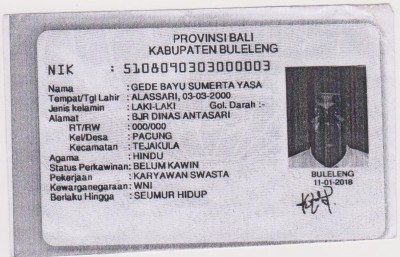 PROVINSI BALI
KABUPATEN BULELENG
NIK : 5108090303000003
Nama : GEDE BAYU SUMERTA YASA
Tempat/Tgl Lahir : ALASSARI, 03-03-2000
Jenis kelamin : LAKI-LAKI Gol. Darah :-
Alamat : BJR DINAS ANTASARI
RT/RW : 000/000
Kel/Desa : PACUNG
Kecamatan : TEJAKULA
Agama : HINDU
Status Perkawinan: BELUM KAWIN
Pekerjaan : KARYAWAN SWASTA
Kewarganegaraan: WNI
Berlaku Hingga : SEUMUR HIDUP
BULELENG
11-01-2018